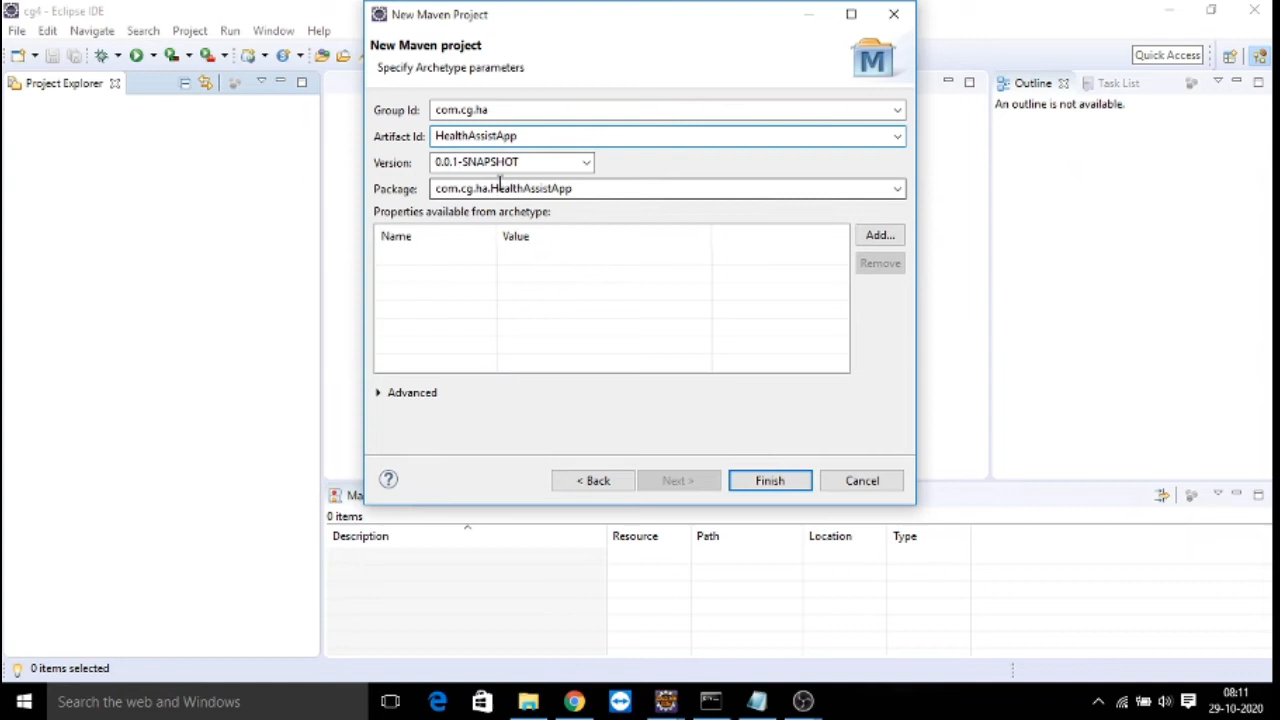 cg4 - Eclipse IDE
File Edit Navigate Search Project Run Window Help
Quick Access
Project Explorer
New Maven Project
New Maven project
Specify Archetype parameters
M
Group Id: com.cg.ha
Artifact Id: HealthAssistApp
Version: 0.0.1-SNAPSHOT
Package: com.cg.ha.HealthAssistApp
Properties available from archetype:
Name Value
Add...
Remove
Advanced
? < Back Next > Finish Cancel
Outline Task List
An outline is not available.
Ma
0 items
Description Resource Path Location Type
0 items selected
Search the web and Windows
08:11
29-10-2020